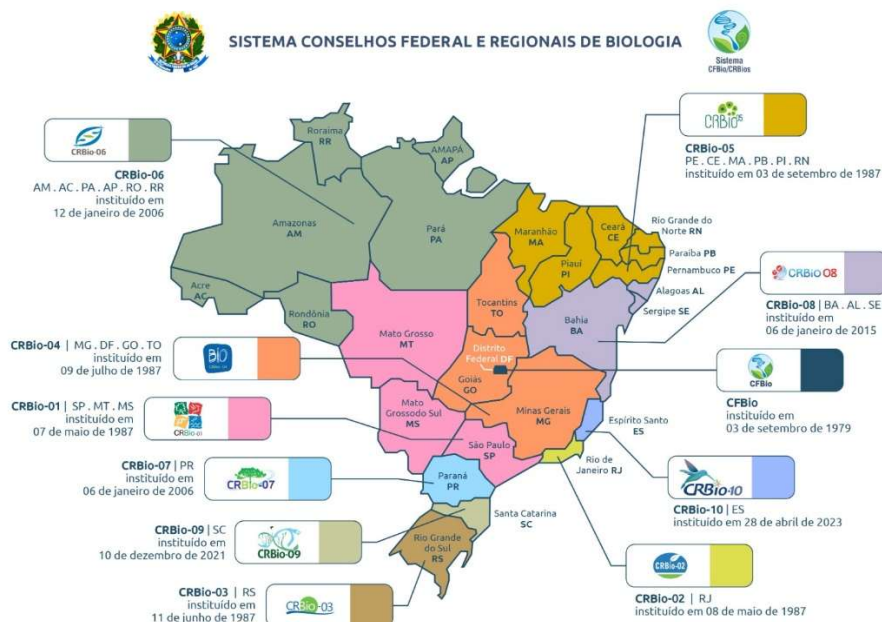 SISTEMA CONSELHOS FEDERAL E REGIONAIS DE BIOLOGIA
Sistema
CFBio/CRBios
CRBio-06
CRBio-06
AM . AC . PA . AP . RO . RR
instituído em
12 de janeiro de 2006
CRBIO 05
CRBio-05
PE . CE . MA . PB . PI . RN
instituído em 03 de setembro de 1987
Roraima
RR
AMAPÁ
AP
Amazonas
AM
Pará
PA
Maranhão
MA
Ceará
CE
Rio Grande do
Norte RN
Paraíba PB
Piauí
PI
Pernambuco PE
Acre
AC
Rondônia
RO
Tocantins
TO
Alagoas AL
Sergipe SE
Bahia
BA
CRBIO 08
CRBio-08 | BA . AL . SE
instituído em
06 de janeiro de 2015
Mato Grosso
MT
Distrito
Federal DF
Goiás
GO
CRBio-04 | MG . DF . GO . TO
instituído em
09 de julho de 1987
BIO
CFBio
CFBio
instituído em
03 de setembro de 1979
Mato
Grossodo Sul
MS
Minas Gerais
MG
Espírito Santo
ES
CRBio-01 | SP . MT . MS
instituído em
07 de maio de 1987
CRBio-01
São Paulo
SP
Rio de
Janeiro RJ
CRBio-07 | PR
instituído em
06 de janeiro de 2006
CRBio-07
Paraná
PR
CRBio-10
CRBio-10 | ES
instituído em 28 de abril de 2023
Santa Catarina
SC
CRBio-09 | SC
instituído em
10 de dezembro de 2021
CRBio-09
Rio Grande
do Sul
RS
CRBio-02
CRBio-02 | RJ
instituído em 08 de maio de 1987
CRBio-03 | RS
instituído em
11 de junho de 1987
CRBio-03